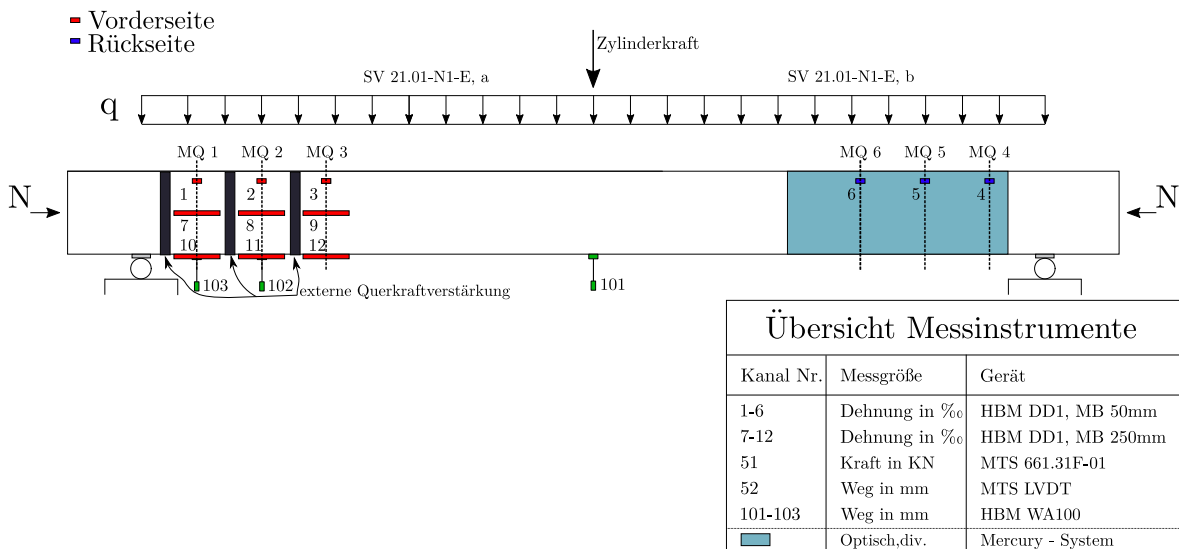 Vorderseite
Rückseite
Zylinderkraft
SV 21.01-N1-E, a
SV 21.01-N1-E, b
q
MQ 1 MQ 2 MQ 3
MQ 6 MQ 5 MQ 4
N
N
1 2 3
6 5 4
7 8 9
10 11 12
103 102 101
externe Querkraftverstärkung
Übersicht Messinstrumente
Kanal Nr. Messgröße Gerät
1-6 Dehnung in ‰ HBM DD1, MB 50mm
7-12 Dehnung in ‰ HBM DD1, MB 250mm
51 Kraft in KN MTS 661.31F-01
52 Weg in mm MTS LVDT
101-103 Weg in mm HBM WA100
Optisch,div. Mercury - System